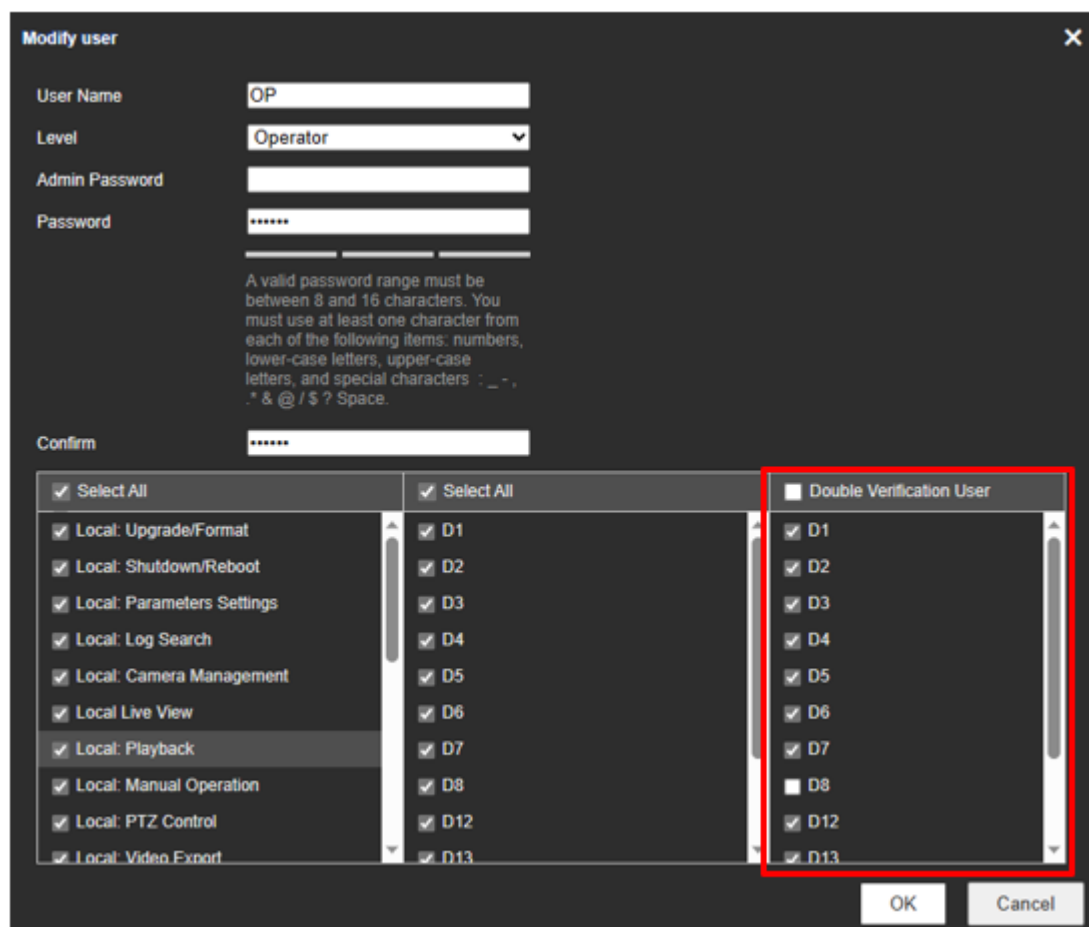 Modify user
User Name OP
Level Operator
Admin Password
Password ••••••
A valid password range must be
between 8 and 16 characters. You
must use at least one character from
each of the following items: numbers,
lower-case letters, upper-case
letters, and special characters : _ - ,
.* & @ / $ ? Space.
Confirm ••••••
Select All Select All Double Verification User
Local: Upgrade/Format D1 D1
Local: Shutdown/Reboot D2 D2
Local: Parameters Settings D3 D3
Local: Log Search D4 D4
Local: Camera Management D5 D5
Local Live View D6 D6
Local: Playback D7 D7
Local: Manual Operation D8 D8
Local: PTZ Control D12 D12
Local: Video Export D13 D13
OK Cancel